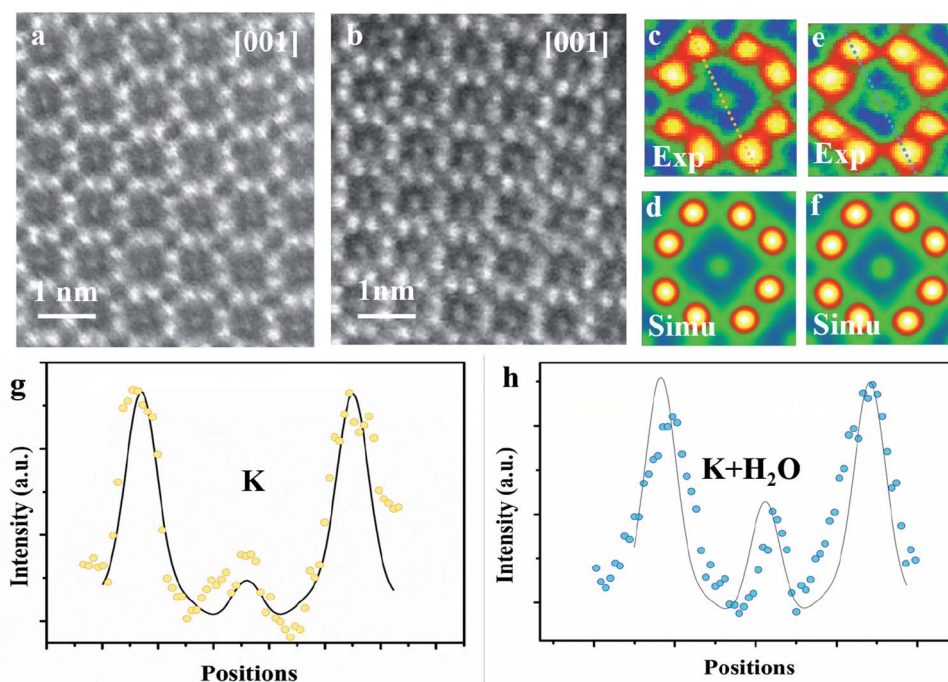 a [001]
b [001]
c
e
1 nm
1nm
Exp
Exp
d
f
Simu
Simu
g
K
Intensity (a.u.)
Positions
h
K+H₂O
Intensity (a.u.)
Positions